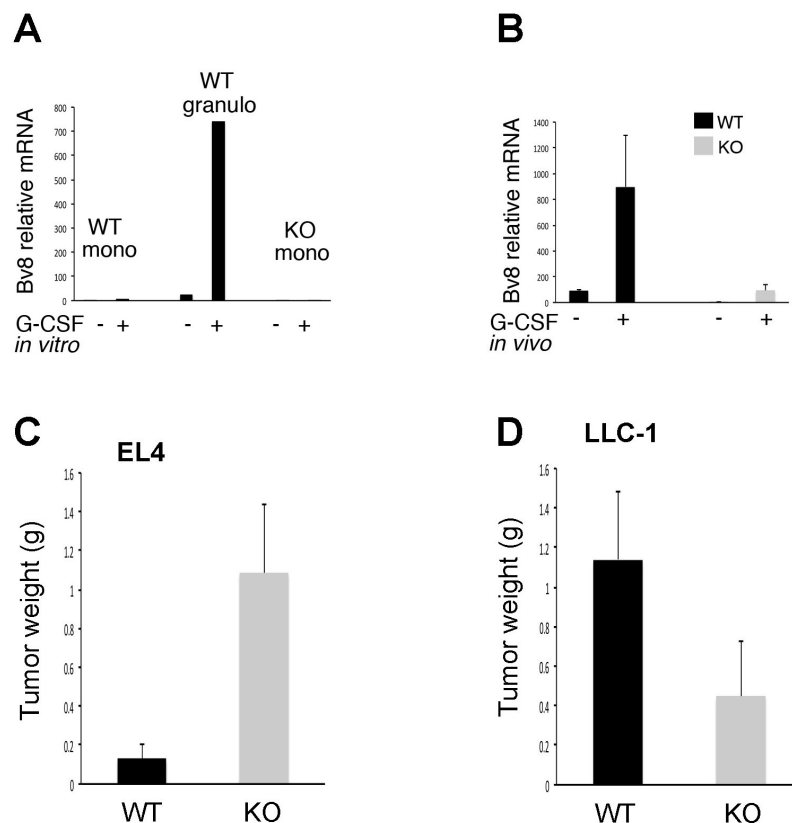 A
Bv8 relative mRNA
800
700
600
500
400
300
200
100
0
WT
mono
WT
granulo
KO
mono
G-CSF - + - + - +
in vitro
B
Bv8 relative mRNA
1400
1200
1000
800
600
400
200
0
WT
KO
G-CSF - + - +
in vivo
C
EL4
Tumor weight (g)
1.6
1.4
1.2
1
0.8
0.6
0.4
0.2
0
WT KO
D
LLC-1
Tumor weight (g)
1.6
1.4
1.2
1
0.8
0.6
0.4
0.2
0
WT KO